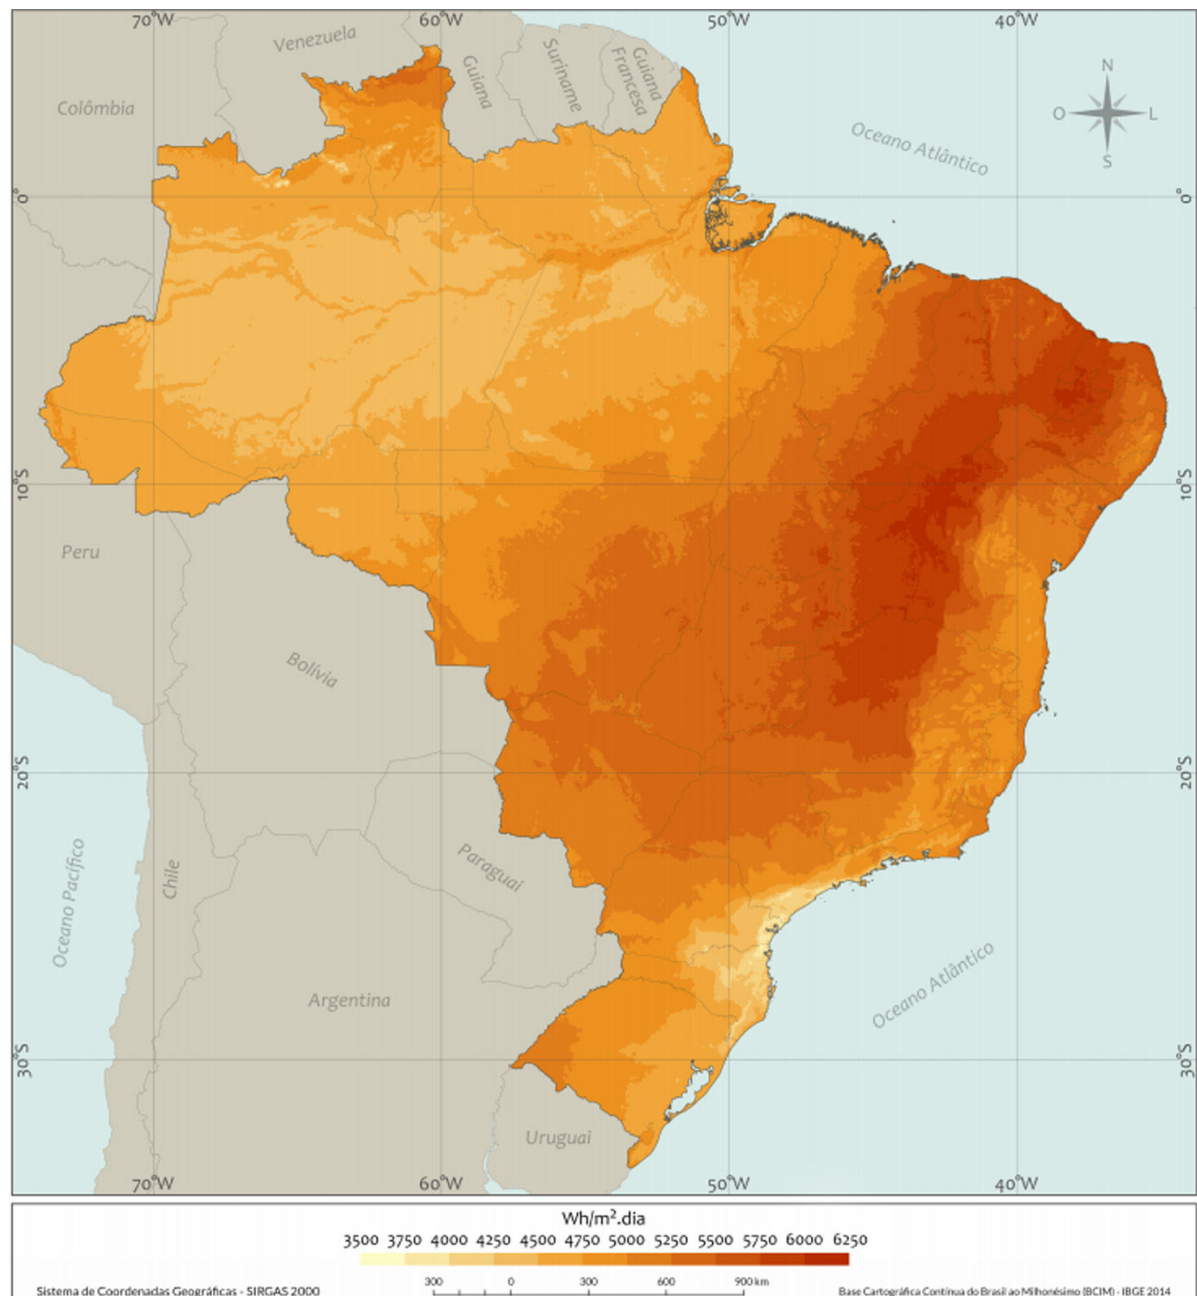 70°W 60°W 50°W 40°W
Venezuela
Colômbia
Guiana
Suriname
Guiana
Francesa
N
O L
S
Oceano Atlântico
0° 0°
10°S 10°S
Peru
Bolívia
20°S 20°S
Oceano Pacífico
Chile
Paraguai
Oceano Atlântico
Argentina
30°S 30°S
Uruguai
70°W 60°W 50°W 40°W
Wh/m².dia
3500 3750 4000 4250 4500 4750 5000 5250 5500 5750 6000 6250
300 0 300 600 900 km
Sistema de Coordenadas Geográficas - SIRGAS 2000
Base Cartográfica Contínua do Brasil ao Milhonésimo (BCIM) - IBGE 2014